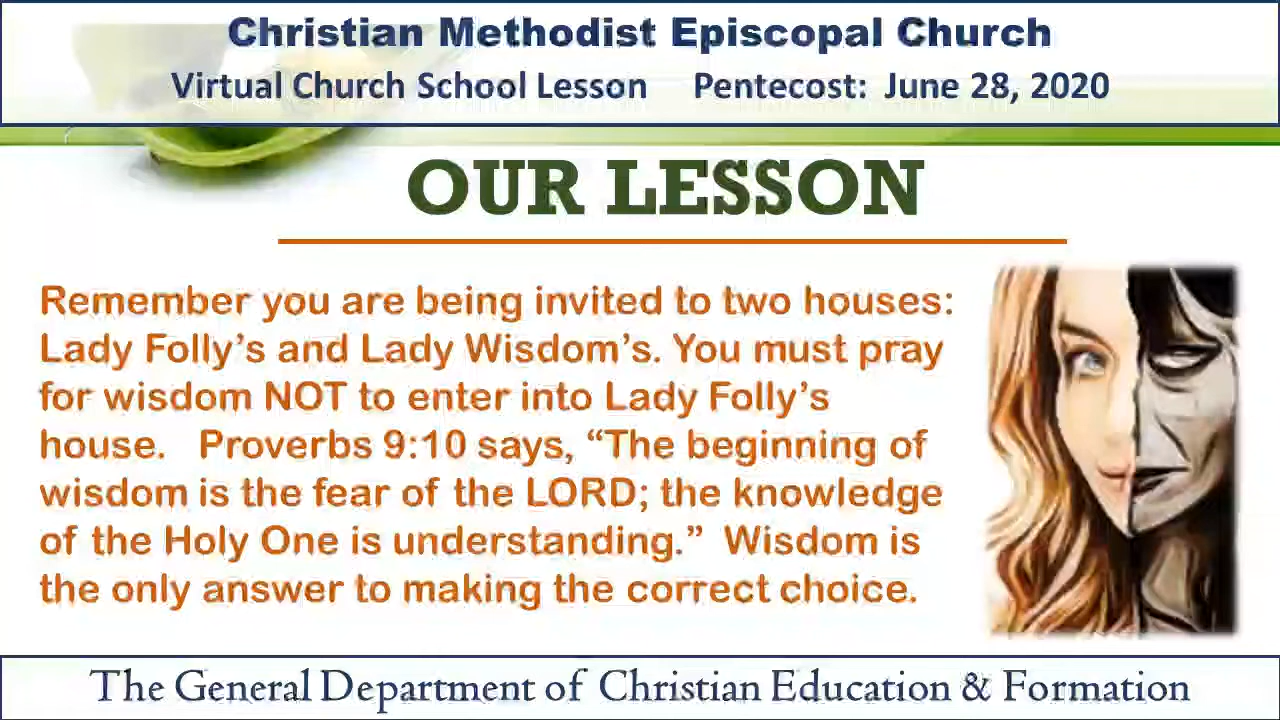 Christian Methodist Episcopal Church
Virtual Church School Lesson Pentecost: June 28, 2020
OUR LESSON
Remember you are being invited to two houses:
Lady Folly’s and Lady Wisdom’s. You must pray
for wisdom NOT to enter into Lady Folly’s
house. Proverbs 9:10 says, “The beginning of
wisdom is the fear of the LORD; the knowledge
of the Holy One is understanding.” Wisdom is
the only answer to making the correct choice.
The General Department of Christian Education & Formation